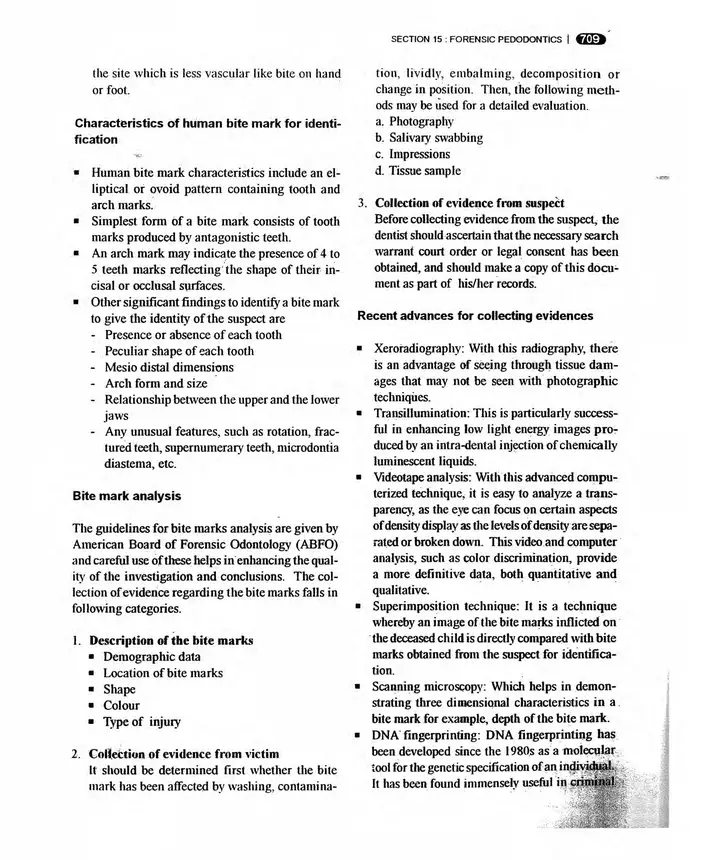 SECTION 15 : FORENSIC PEDODONTICS | 709
the site which is less vascular like bite on hand
or foot.
Characteristics of human bite mark for identi-
fication
▪ Human bite mark characteristics include an el-
liptical or ovoid pattern containing tooth and
arch marks.
▪ Simplest form of a bite mark consists of tooth
marks produced by antagonistic teeth.
▪ An arch mark may indicate the presence of 4 to
5 teeth marks reflecting the shape of their in-
cisal or occlusal surfaces.
▪ Other significant findings to identify a bite mark
to give the identity of the suspect are
- Presence or absence of each tooth
- Peculiar shape of each tooth
- Mesio distal dimensions
- Arch form and size
- Relationship between the upper and the lower
jaws
- Any unusual features, such as rotation, frac-
tured teeth, supernumerary teeth, microdontia
diastema, etc.
Bite mark analysis
The guidelines for bite marks analysis are given by
American Board of Forensic Odontology (ABFO)
and careful use of these helps in enhancing the qual-
ity of the investigation and conclusions. The col-
lection of evidence regarding the bite marks falls in
following categories.
1. Description of the bite marks
▪ Demographic data
▪ Location of bite marks
▪ Shape
▪ Colour
▪ Type of injury
2. Collection of evidence from victim
It should be determined first whether the bite
mark has been affected by washing, contamina-
tion, lividly, embalming, decomposition or
change in position. Then, the following meth-
ods may be used for a detailed evaluation.
a. Photography
b. Salivary swabbing
c. Impressions
d. Tissue sample
3. Collection of evidence from suspect
Before collecting evidence from the suspect, the
dentist should ascertain that the necessary search
warrant court order or legal consent has been
obtained, and should make a copy of this docu-
ment as part of his/her records.
Recent advances for collecting evidences
▪ Xeroradiography: With this radiography, there
is an advantage of seeing through tissue dam-
ages that may not be seen with photographic
techniques.
▪ Transillumination: This is particularly success-
ful in enhancing low light energy images pro-
duced by an intra-dental injection of chemically
luminescent liquids.
▪ Videotape analysis: With this advanced compu-
terized technique, it is easy to analyze a trans-
parency, as the eye can focus on certain aspects
of density display as the levels of density are sepa-
rated or broken down. This video and computer
analysis, such as color discrimination, provide
a more definitive data, both quantitative and
qualitative.
▪ Superimposition technique: It is a technique
whereby an image of the bite marks inflicted on
the deceased child is directly compared with bite
marks obtained from the suspect for identifica-
tion.
▪ Scanning microscopy: Which helps in demon-
strating three dimensional characteristics in a
bite mark for example, depth of the bite mark.
▪ DNA fingerprinting: DNA fingerprinting has
been developed since the 1980s as a molecular
tool for the genetic specification of an individual.
It has been found immensely useful in criminal